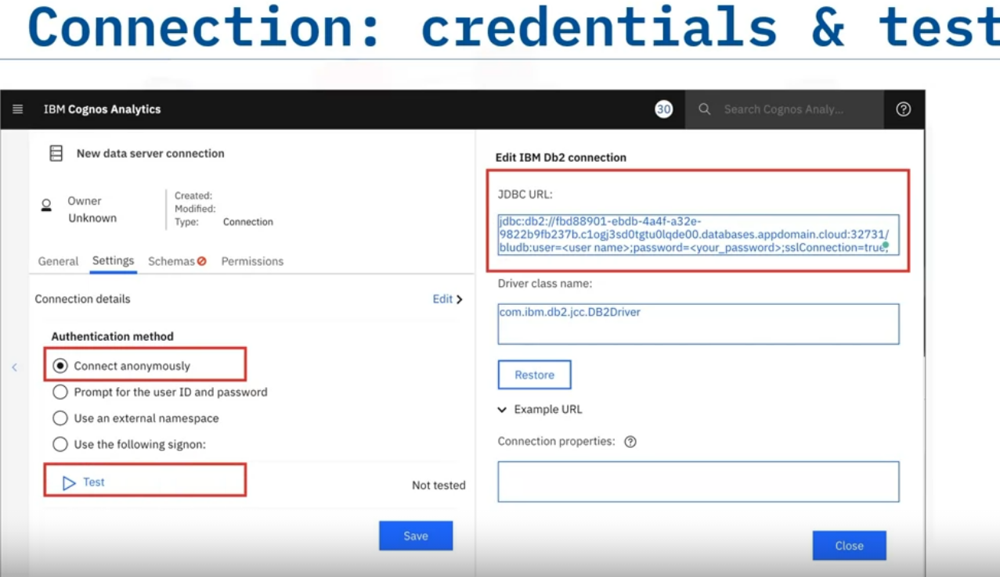 Connection: credentials & test
IBM Cognos Analytics
30
Search Cognos Analy...
New data server connection
Owner
Unknown
Created:
Modified:
Type: Connection
General Settings Schemas Permissions
Connection details
Edit
Authentication method
Connect anonymously
Prompt for the user ID and password
Use an external namespace
Use the following signon:
Test
Not tested
Save
Edit IBM Db2 connection
JDBC URL:
jdbc:db2://fbd88901-ebdb-4a4f-a32e-
9822b9fb237b.c1ogj3sd0tgtu0lqde00.databases.appdomain.cloud:32731/
bludb:user=<user name>;password=<your_password>;sslConnection=true;
Driver class name:
com.ibm.db2.jcc.DB2Driver
Restore
Example URL
Connection properties:
Close